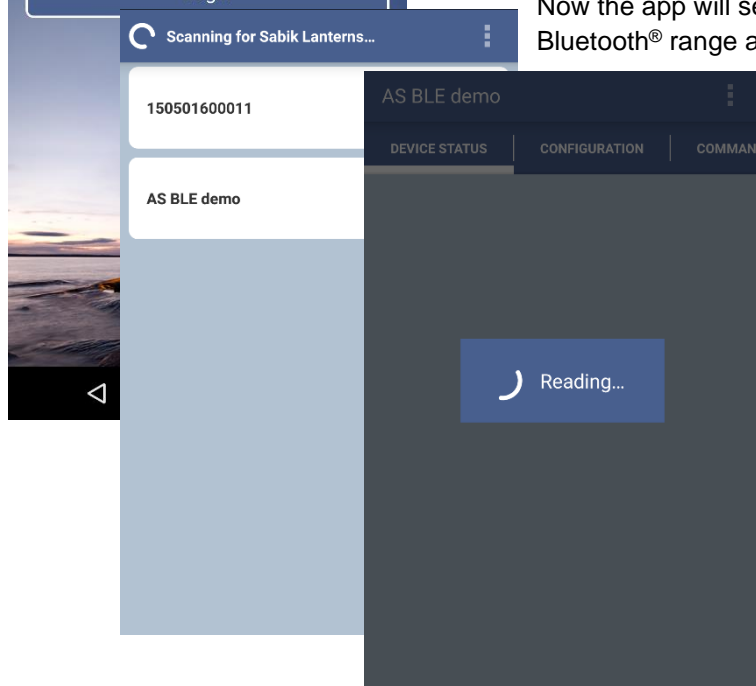 Now the app will
Bluetooth® range
Scanning for Sabik Lanterns...
150501600011
AS BLE demo
AS BLE demo
DEVICE STATUS
CONFIGURATION
Reading...